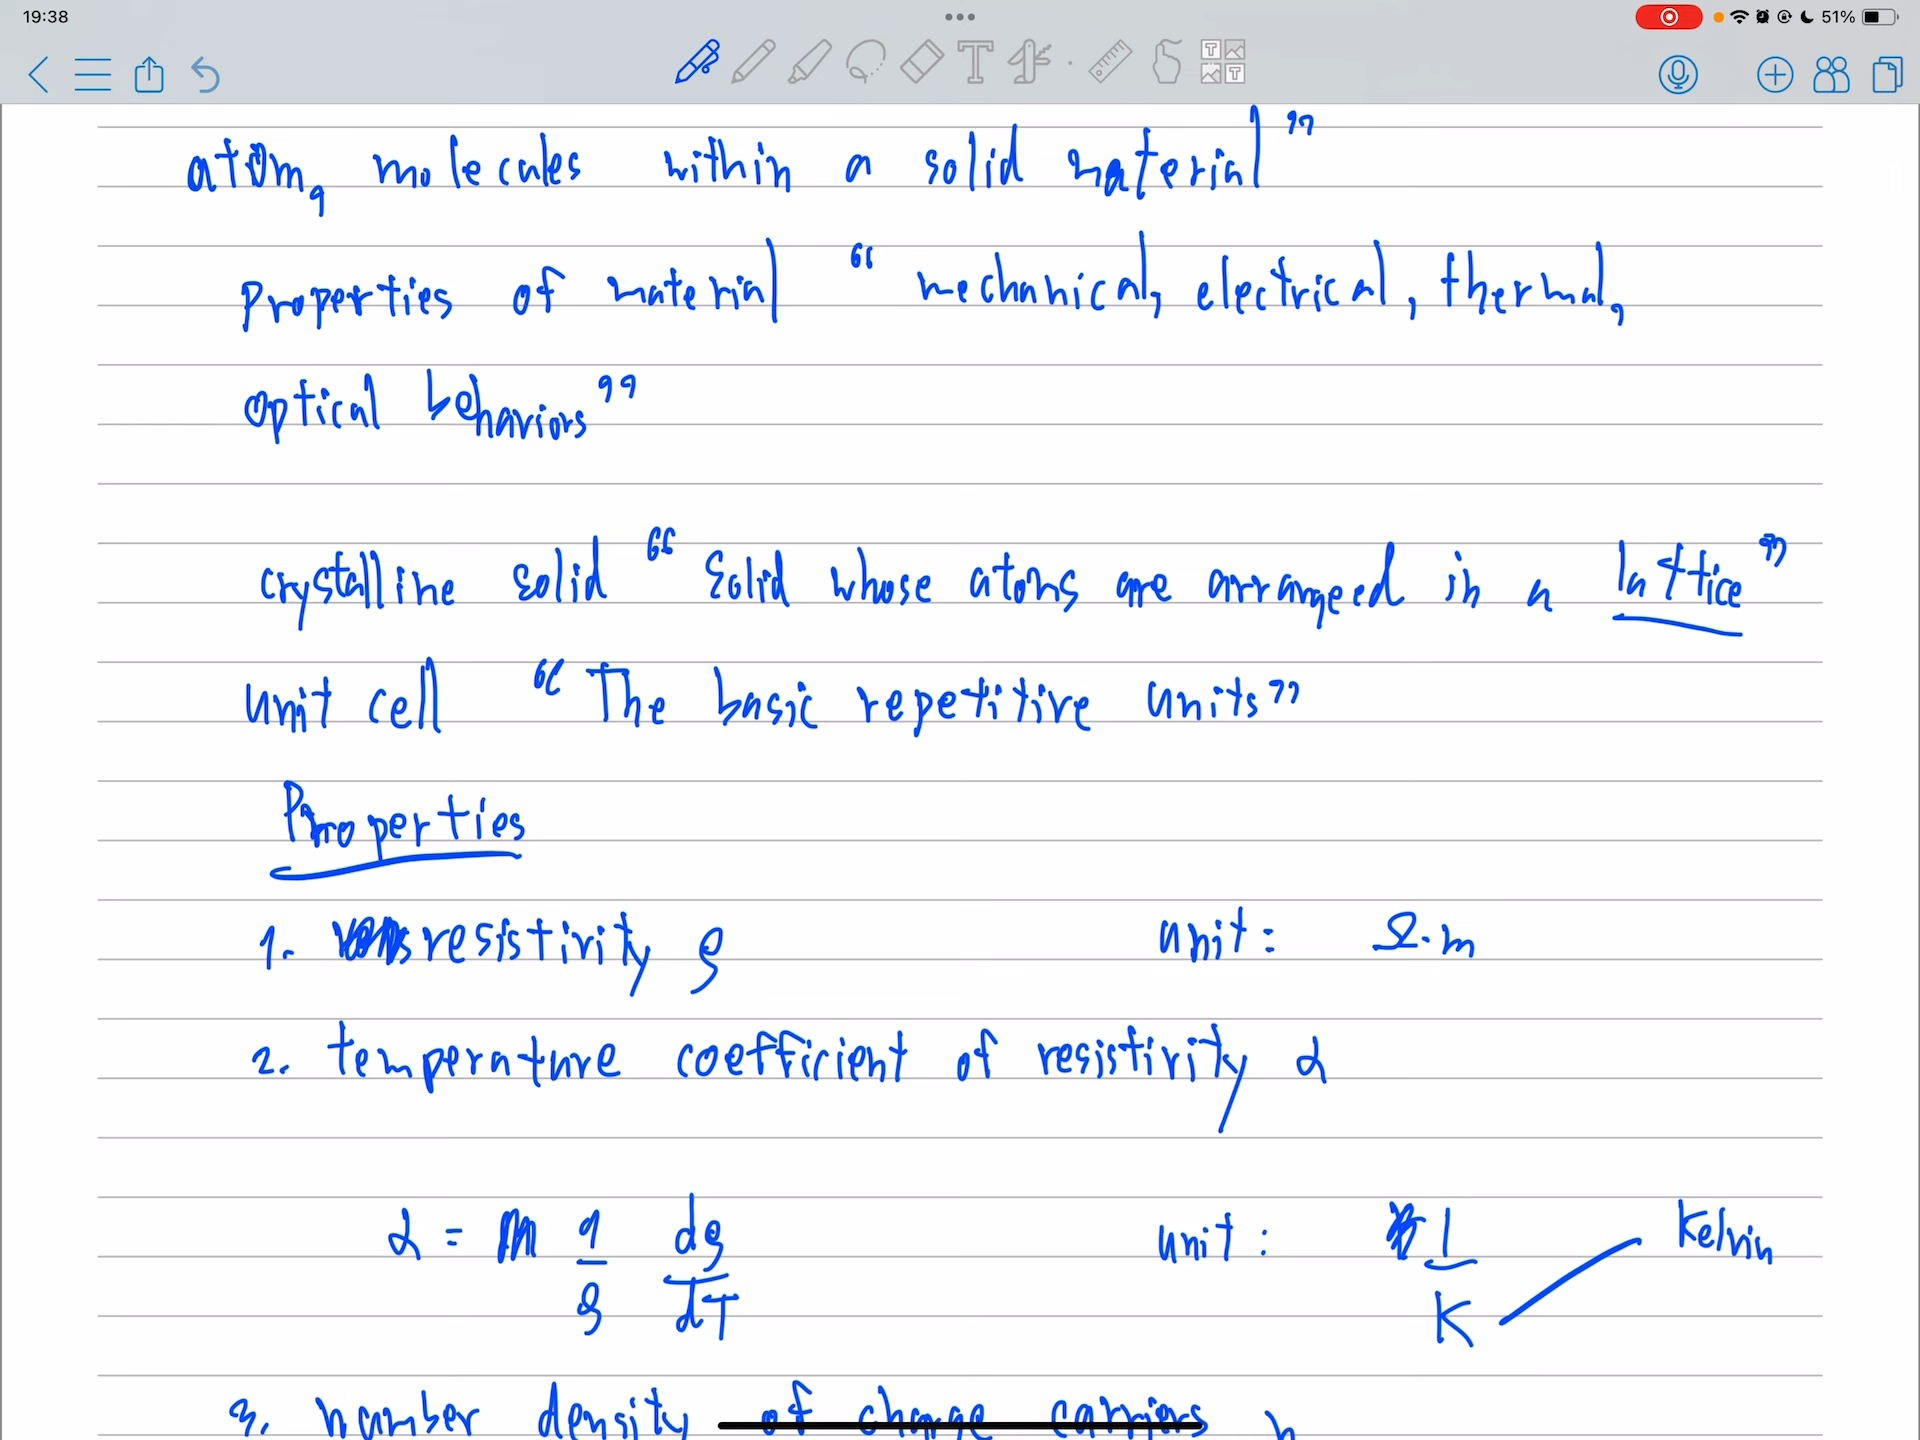 19:38
51%
atom, molecules within a solid material”
properties of material “ mechanical, electrical, thermal,
optical behaviors”
crystalline solid “ Solid whose atoms are arrangeed in a lattice”
unit cell “ The basic repetitive units”
Properties
1. resistivity ρ unit: Ω·m
2. temperature coefficient of resistivity α
α = 1/ρ dρ/dT unit: 1/K Kelvin
3. number density of charge carriers n